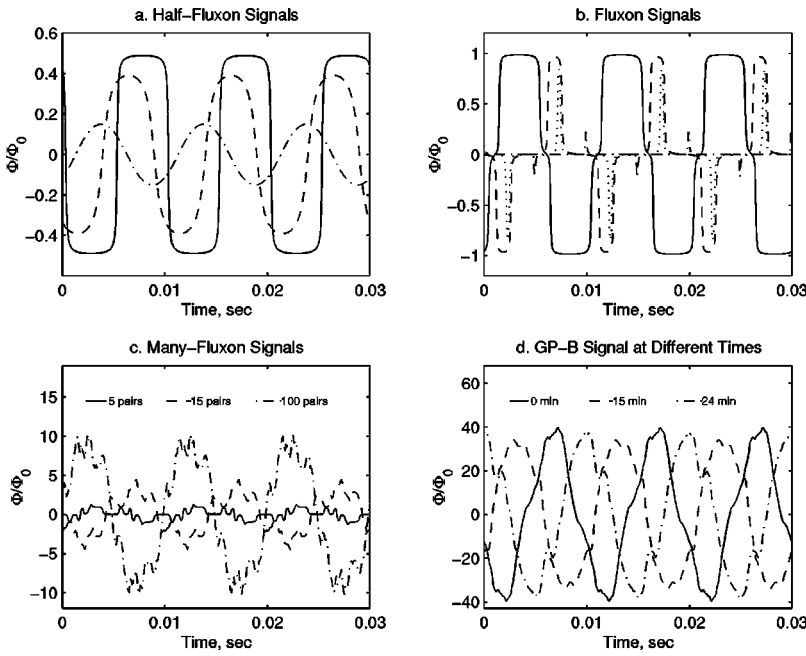 a. Half-Fluxon Signals
0.6
0.4
0.2
0
-0.2
-0.4
Φ/Φ0
0 0.01 0.02 0.03
Time, sec
b. Fluxon Signals
1
0.5
0
-0.5
-1
Φ/Φ0
0 0.01 0.02 0.03
Time, sec
c. Many-Fluxon Signals
15
10
5
0
-5
-10
Φ/Φ0
5 pairs 15 pairs 100 pairs
0 0.01 0.02 0.03
Time, sec
d. GP-B Signal at Different Times
60
40
20
0
-20
-40
Φ/Φ0
0 min 15 min 24 min
0 0.01 0.02 0.03
Time, sec